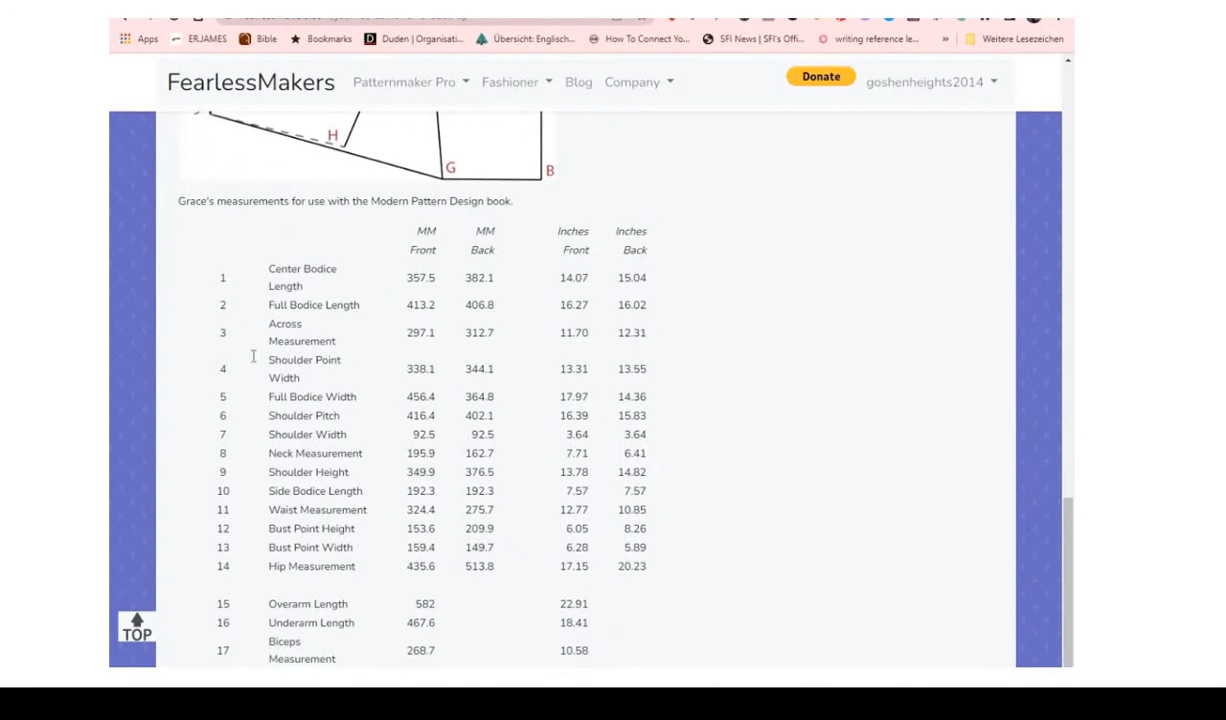 Apps ERJAMES Bible Bookmarks Duden | Organisati... Übersicht: Englisch... How To Connect Yo... SFI News | SFI's Offi... writing reference le... » Weitere Lesezeichen
FearlessMakers Patternmaker Pro Fashioner Blog Company Donate goshenheights2014
H
G
B
Grace's measurements for use with the Modern Pattern Design book.
MM MM Inches Inches
Front Back Front Back
1 Center Bodice Length 357.5 382.1 14.07 15.04
2 Full Bodice Length 413.2 406.8 16.27 16.02
3 Across Measurement 297.1 312.7 11.70 12.31
4 Shoulder Point Width 338.1 344.1 13.31 13.55
5 Full Bodice Width 456.4 364.8 17.97 14.36
6 Shoulder Pitch 416.4 402.1 16.39 15.83
7 Shoulder Width 92.5 92.5 3.64 3.64
8 Neck Measurement 195.9 162.7 7.71 6.41
9 Shoulder Height 349.9 376.5 13.78 14.82
10 Side Bodice Length 192.3 192.3 7.57 7.57
11 Waist Measurement 324.4 275.7 12.77 10.85
12 Bust Point Height 153.6 209.9 6.05 8.26
13 Bust Point Width 159.4 149.7 6.28 5.89
14 Hip Measurement 435.6 513.8 17.15 20.23
15 Overarm Length 582 22.91
16 Underarm Length 467.6 18.41
17 Biceps Measurement 268.7 10.58
TOP